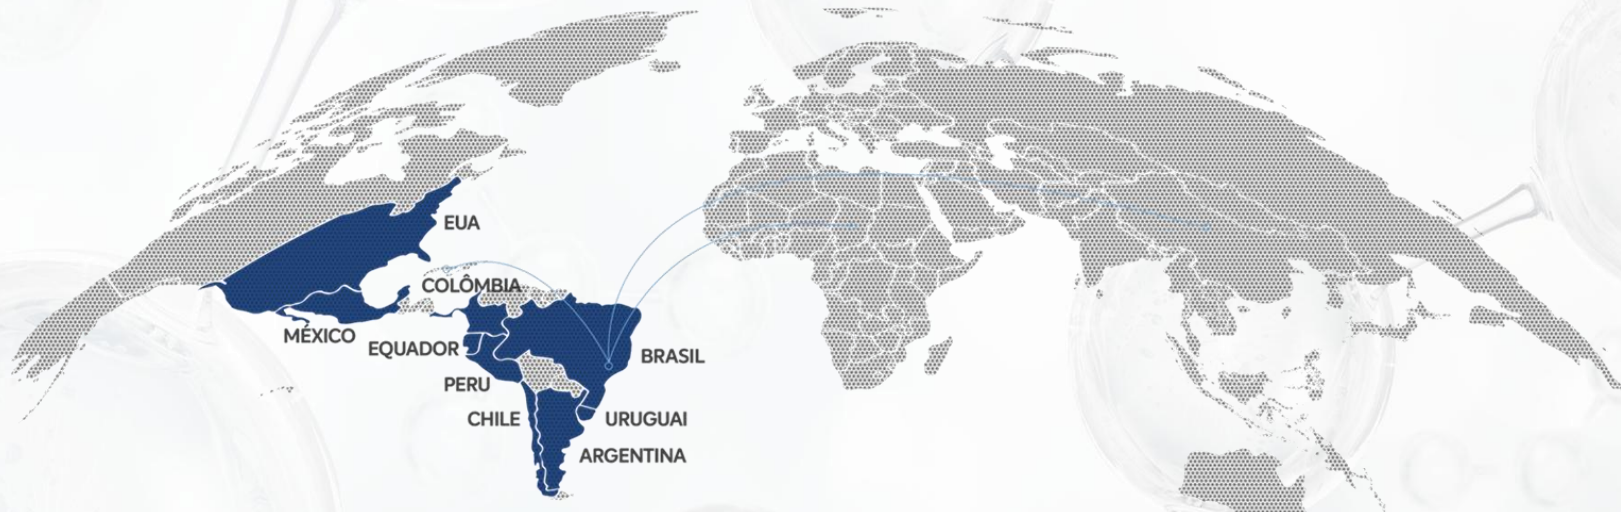 EUA
COLÔMBIA
MÉXICO
EQUADOR
BRASIL
PERU
CHILE
URUGUAI
ARGENTINA